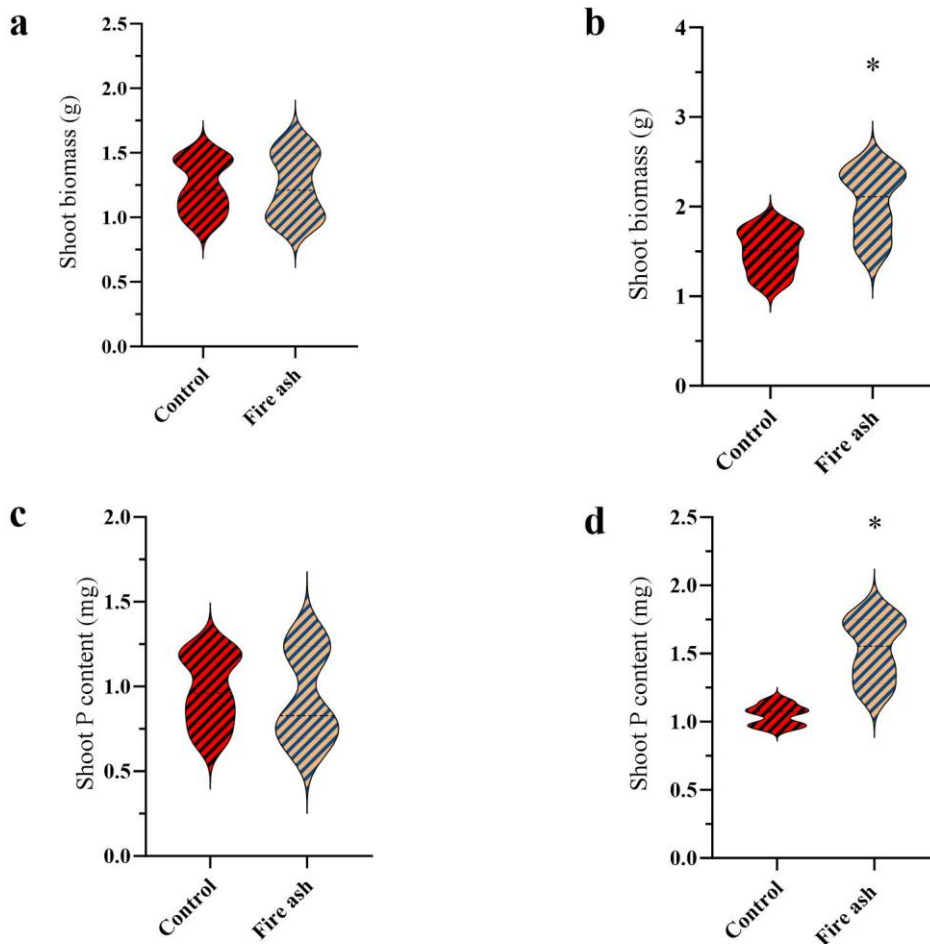 a
Shoot biomass (g)
2.5
2.0
1.5
1.0
0.5
0.0
Control
Fire ash
b
Shoot biomass (g)
4
3
2
1
0
*
Control
Fire ash
c
Shoot P content (mg)
2.0
1.5
1.0
0.5
0.0
Control
Fire ash
d
Shoot P content (mg)
2.5
2.0
1.5
1.0
0.5
0.0
*
Control
Fire ash